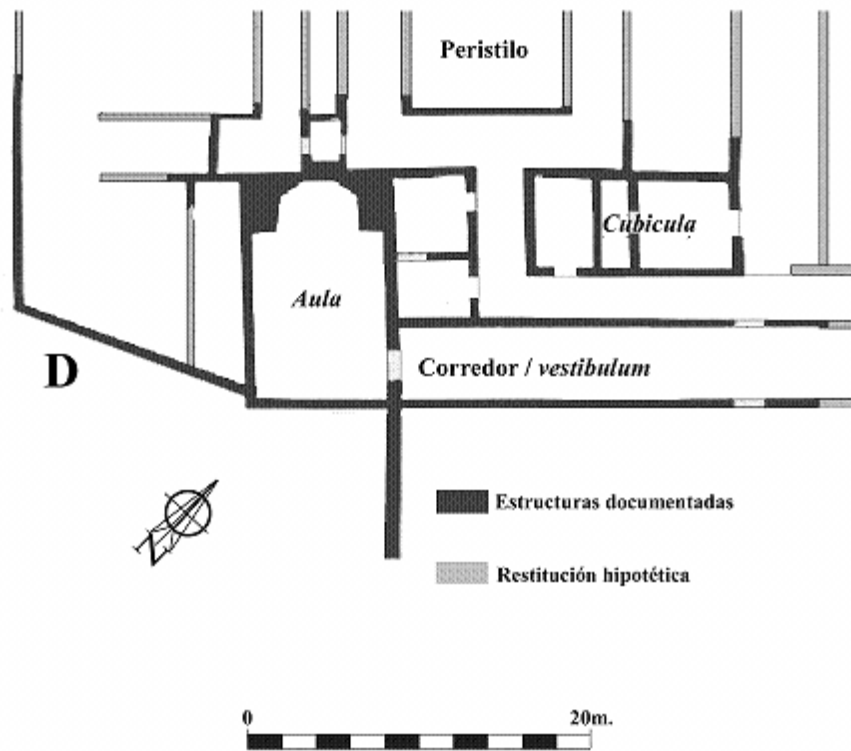 Peristilo
Cubicula
Aula
D
Corredor / vestibulum
Estructuras documentadas
N
Restitución hipotética
0 20m.